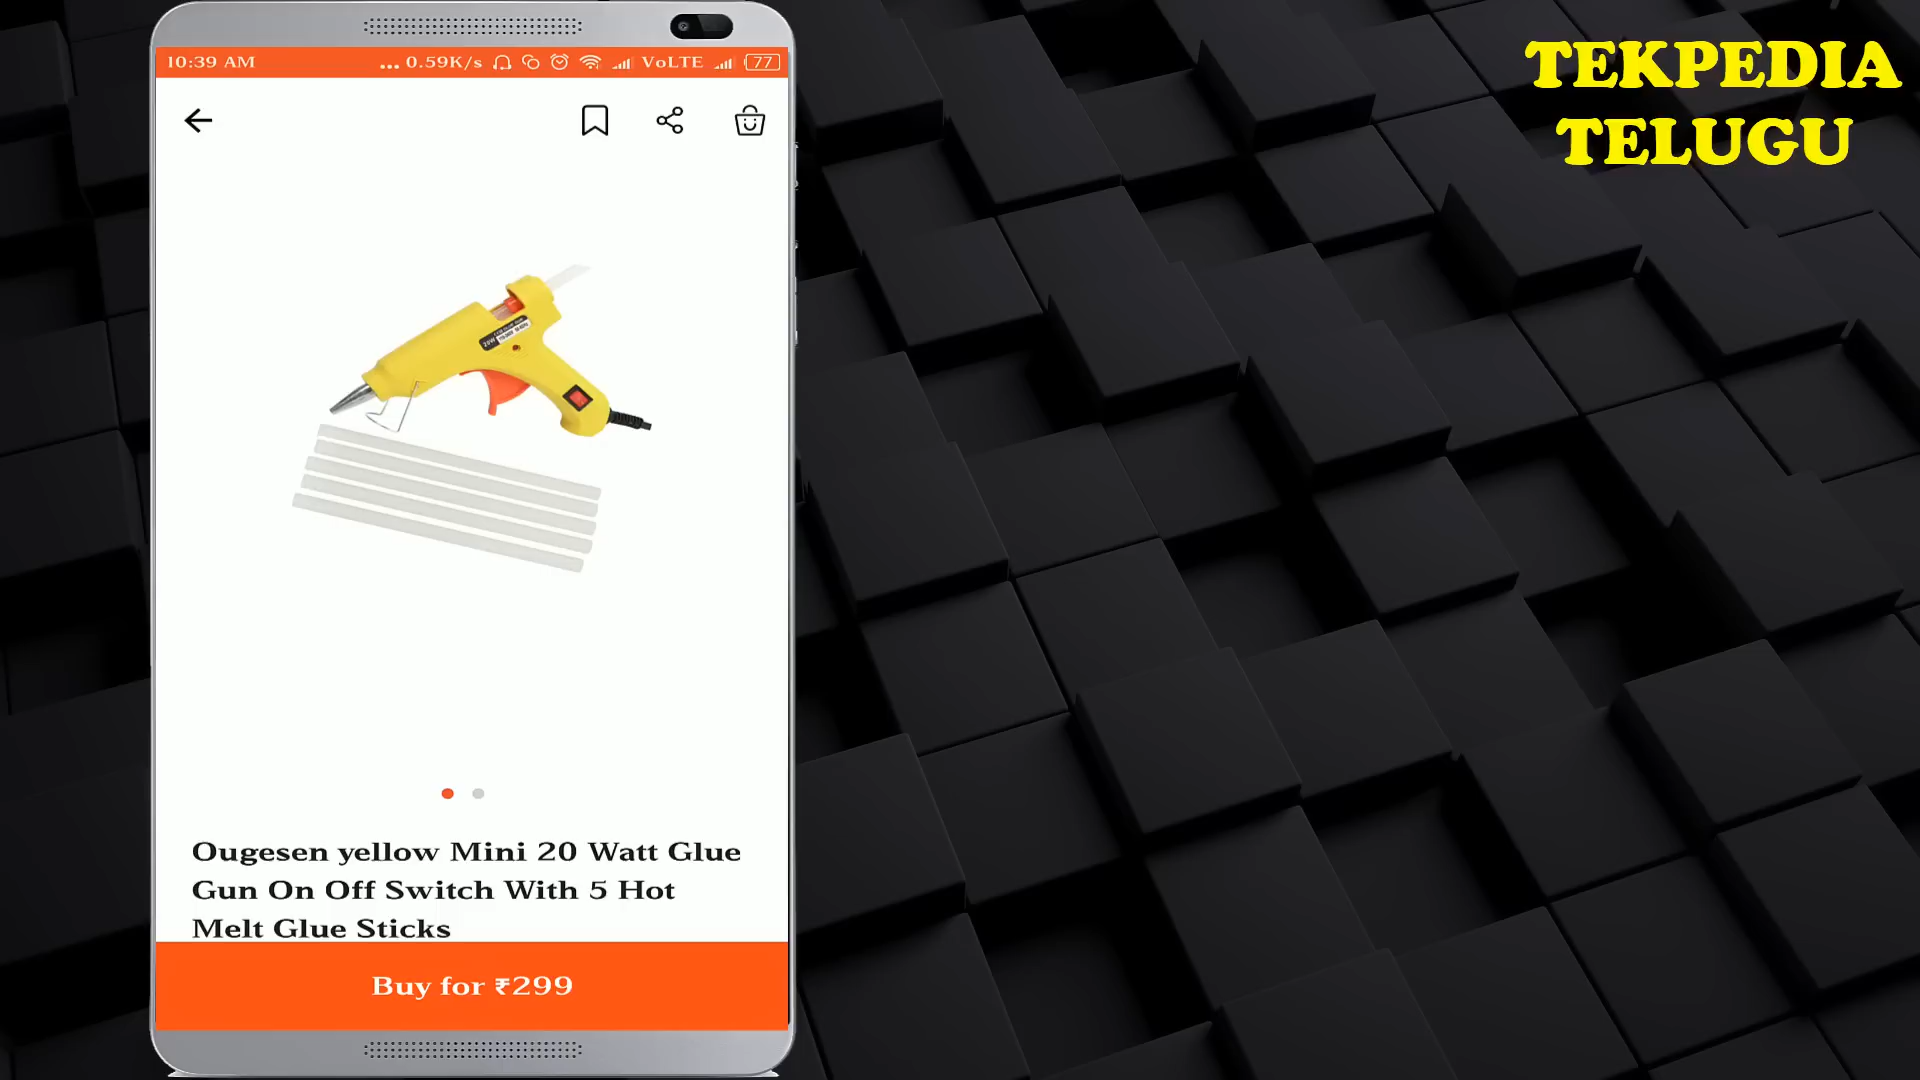 TEKPEDIA
TELUGU
10:39 AM
... 0.59K/s
VoLTE
77
20W
Ougesen yellow Mini 20 Watt Glue
Gun On Off Switch With 5 Hot
Melt Glue Sticks
Buy for ₹299